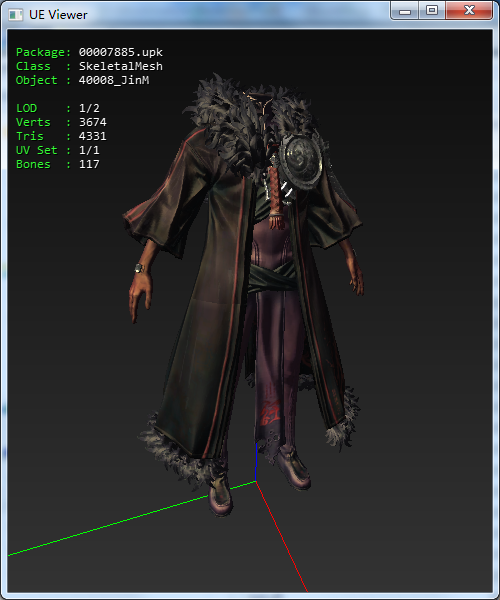 UE Viewer
Package: 00007885.upk
Class : SkeletalMesh
Object : 40008_JinM
LOD : 1/2
Verts : 3674
Tris : 4331
UV Set : 1/1
Bones : 117